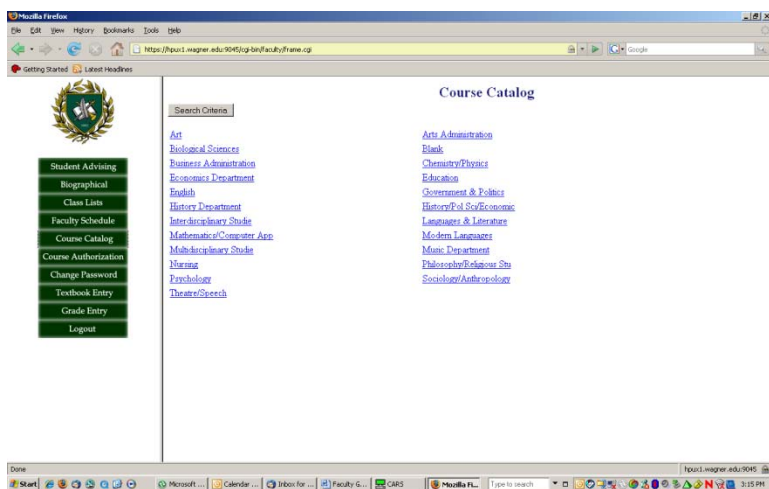 Mozilla Firefox
File Edit View History Bookmarks Tools Help
https://hpux1.wagner.edu:9045/cgi-bin/faculty/frame.cgi
Google
Getting Started Latest Headlines
Course Catalog
Search Criteria
Art Arts Administration
Biological Sciences Blank
Business Administration Chemistry/Physics
Economics Department Education
English Government & Politics
History Department History/Pol Sci/Economic
Interdisciplinary Studie Languages & Literature
Mathematics/Computer App Modern Languages
Multidisciplinary Studie Music Department
Nursing Philosophy/Religious Stu
Psychology Sociology/Anthropology
Theatre/Speech
Student Advising
Biographical
Class Lists
Faculty Schedule
Course Catalog
Course Authorization
Change Password
Textbook Entry
Grade Entry
Logout
Done hpux1.wagner.edu:9045
Start Microsoft ... Calendar ... Inbox for ... Faculty G... CARS Mozilla Fi... Type to search 3:15 PM